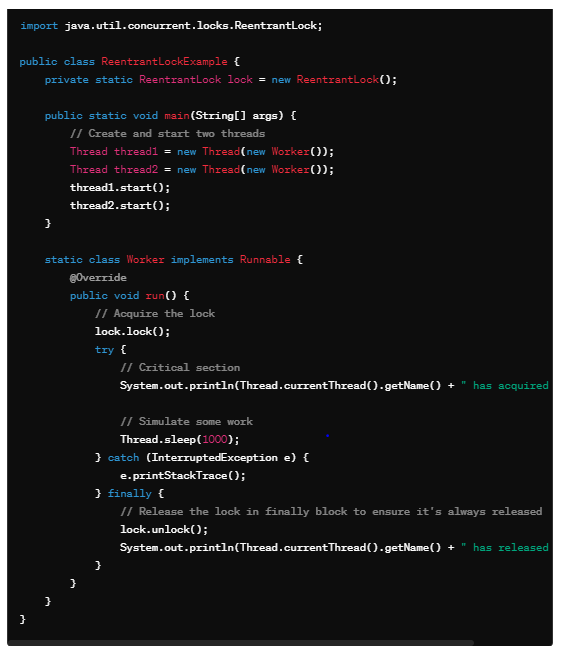 import java.util.concurrent.locks.ReentrantLock;

public class ReentrantLockExample {
    private static ReentrantLock lock = new ReentrantLock();

    public static void main(String[] args) {
        // Create and start two threads
        Thread thread1 = new Thread(new Worker());
        Thread thread2 = new Thread(new Worker());
        thread1.start();
        thread2.start();
    }

    static class Worker implements Runnable {
        @Override
        public void run() {
            // Acquire the lock
            lock.lock();
            try {
                // Critical section
                System.out.println(Thread.currentThread().getName() + " has acquired

                // Simulate some work
                Thread.sleep(1000);
            } catch (InterruptedException e) {
                e.printStackTrace();
            } finally {
                // Release the lock in finally block to ensure it's always released
                lock.unlock();
                System.out.println(Thread.currentThread().getName() + " has released
            }
        }
    }
}